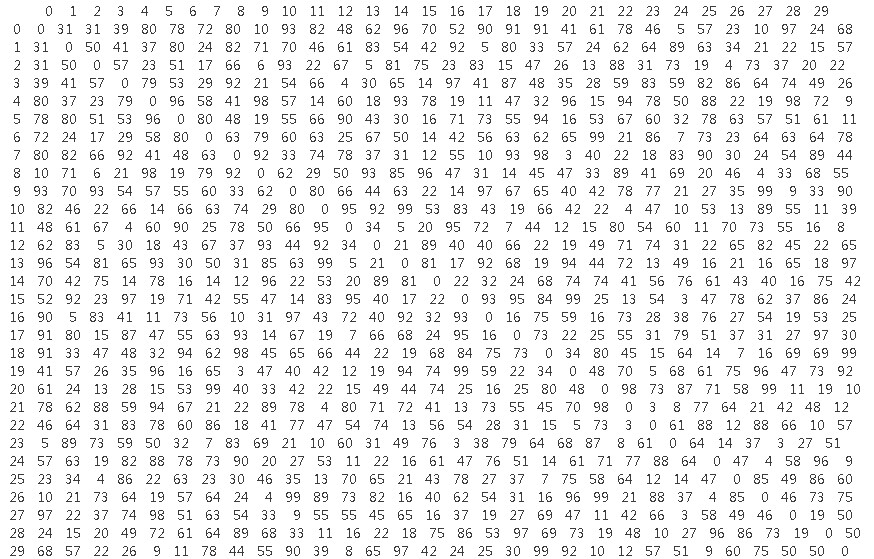 0 1 2 3 4 5 6 7 8 9 10 11 12 13 14 15 16 17 18 19 20 21 22 23 24 25 26 27 28 29
0 0 31 31 39 80 78 72 80 10 93 82 48 62 96 70 52 90 91 91 41 61 78 46 5 57 23 10 97 24 68
1 31 0 50 41 37 80 24 82 71 70 46 61 83 54 42 92 5 80 33 57 24 62 64 89 63 34 21 22 15 57
2 31 50 0 57 23 51 17 66 6 93 22 67 5 81 75 23 83 15 47 26 13 88 31 73 19 4 73 37 20 22
3 39 41 57 0 79 53 29 92 21 54 66 4 30 65 14 97 41 87 48 35 28 59 83 59 82 86 64 74 49 26
4 80 37 23 79 0 96 58 41 98 57 14 60 18 93 78 19 11 47 32 96 15 94 78 50 88 22 19 98 72 9
5 78 80 51 53 96 0 80 48 19 55 66 90 43 30 16 71 73 55 94 16 53 67 60 32 78 63 57 51 61 11
6 72 24 17 29 58 80 0 63 79 60 63 25 67 50 14 42 56 63 62 65 99 21 86 7 73 23 64 63 64 78
7 80 82 66 92 41 48 63 0 92 33 74 78 37 31 12 55 10 93 98 3 40 22 18 83 90 30 24 54 89 44
8 10 71 6 21 98 19 79 92 0 62 29 50 93 85 96 47 31 14 45 47 33 89 41 69 20 46 4 33 68 55
9 93 70 93 54 57 55 60 33 62 0 80 66 44 63 22 14 97 67 65 40 42 78 77 21 27 35 99 9 33 90
10 82 46 22 66 14 66 63 74 29 80 0 95 92 99 53 83 43 19 66 42 22 4 47 10 53 13 89 55 11 39
11 48 61 67 4 60 90 25 78 50 66 95 0 34 5 20 95 72 7 44 12 15 80 54 60 11 70 73 55 16 8
12 62 83 5 30 18 43 67 37 93 44 92 34 0 21 89 40 40 66 22 19 49 71 74 31 22 65 82 45 22 65
13 96 54 81 65 93 30 50 31 85 63 99 5 21 0 81 17 92 68 19 94 44 72 13 49 16 21 16 65 18 97
14 70 42 75 14 78 16 14 12 96 22 53 20 89 81 0 22 32 24 68 74 74 41 56 76 61 43 40 16 75 42
15 52 92 23 97 19 71 42 55 47 14 83 95 40 17 22 0 93 95 84 99 25 13 54 3 47 78 62 37 86 24
16 90 5 83 41 11 73 56 10 31 97 43 72 40 92 32 93 0 16 75 59 16 73 28 38 76 27 54 19 53 25
17 91 80 15 87 47 55 63 93 14 67 19 7 66 68 24 95 16 0 73 22 25 55 31 79 51 37 31 27 97 30
18 91 33 47 48 32 94 62 98 45 65 66 44 22 19 68 84 75 73 0 34 80 45 15 64 14 7 16 69 69 99
19 41 57 26 35 96 16 65 3 47 40 42 12 19 94 74 99 59 22 34 0 48 70 5 68 61 75 96 47 73 92
20 61 24 13 28 15 53 99 40 33 42 22 15 49 44 74 25 16 25 80 48 0 98 73 87 71 58 99 11 19 10
21 78 62 88 59 94 67 21 22 89 78 4 80 71 72 41 13 73 55 45 70 98 0 3 8 77 64 21 42 48 12
22 46 64 31 83 78 60 86 18 41 77 47 54 74 13 56 54 28 31 15 5 73 3 0 61 88 12 88 66 10 57
23 5 89 73 59 50 32 7 83 69 21 10 60 31 49 76 3 38 79 64 68 87 8 61 0 64 14 37 3 27 51
24 57 63 19 82 88 78 73 90 20 27 53 11 22 16 61 47 76 51 14 61 71 77 88 64 0 47 4 58 96 9
25 23 34 4 86 22 63 23 30 46 35 13 70 65 21 43 78 27 37 7 75 58 64 12 14 47 0 85 49 86 60
26 10 21 73 64 19 57 64 24 4 99 89 73 82 16 40 62 54 31 16 96 99 21 88 37 4 85 0 46 73 75
27 97 22 37 74 98 51 63 54 33 9 55 55 45 65 16 37 19 27 69 47 11 42 66 3 58 49 46 0 19 50
28 24 15 20 49 72 61 64 89 68 33 11 16 22 18 75 86 53 97 69 73 19 48 10 27 96 86 73 19 0 50
29 68 57 22 26 9 11 78 44 55 90 39 8 65 97 42 24 25 30 99 92 10 12 57 51 9 60 75 50 50 0